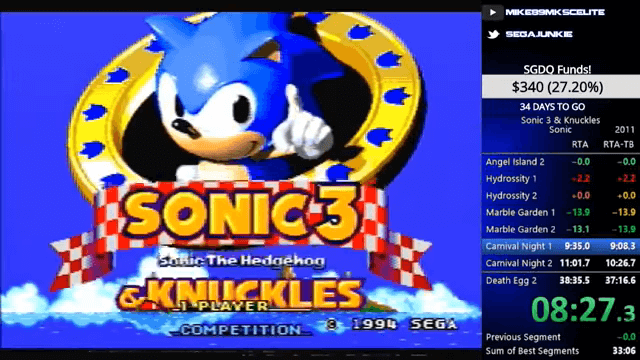 MIKE89MKSCELITE
SEGAJUNKIE
SGDQ Funds!
$340 (27.20%)
34 DAYS TO GO
Sonic 3 & Knuckles
Sonic 2011
RTA RTA-TB
Angel Island 2 -0.0 -0.0
Hydrossity 1 +2.2 +2.2
Hydrossity 2 +0.0 +0.0
Marble Garden 1 -13.9 -13.9
Marble Garden 2 -13.1 -13.9
Carnival Night 1 9:35.0 9:08.3
Carnival Night 2 11:01.7 10:26.7
Death Egg 2 38:35.5 37:16.6
08:27.3
Previous Segment -0.0
Sum of Best Segments 33:06
SONIC 3
Sonic The Hedgehog
& KNUCKLES
1 PLAYER
COMPETITION
© 1994 SEGA